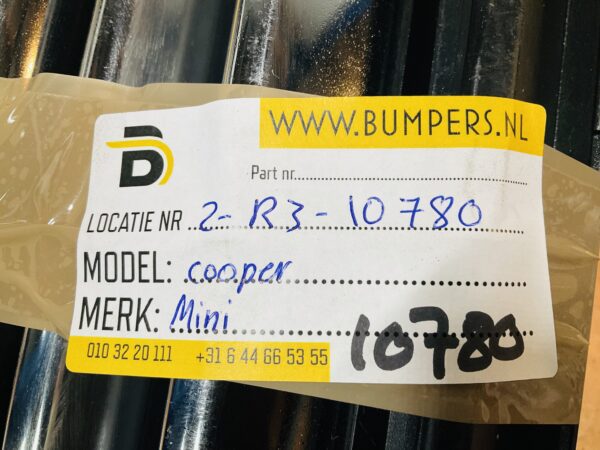 WWW.BUMPERS.NL
Part nr
LOCATIE NR 2-R3-10780
MODEL: cooper
MERK: Mini
10780
010 32 20 111 +31 6 44 66 53 55